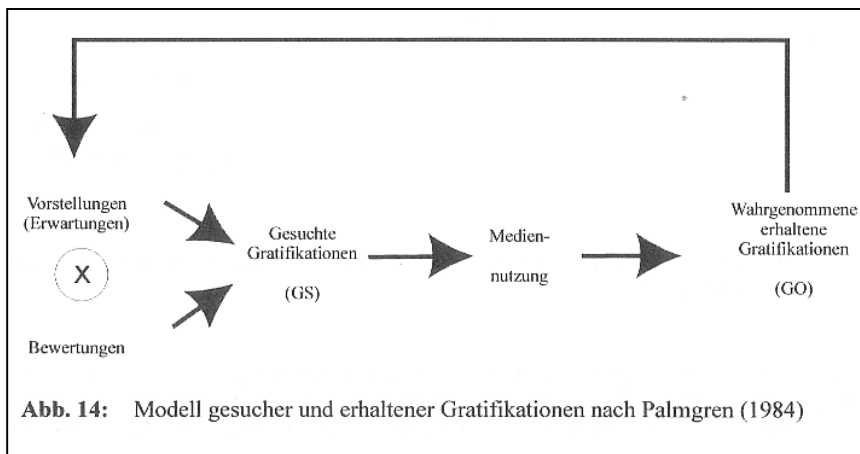 Vorstellungen
(Erwartungen)
X
Bewertungen
Gesuchte
Gratifikationen
(GS)
Medien-
nutzung
Wahrgenommene
erhaltene
Gratifikationen
(GO)
Abb. 14: Modell gesucher und erhaltener Gratifikationen nach Palmgren (1984)